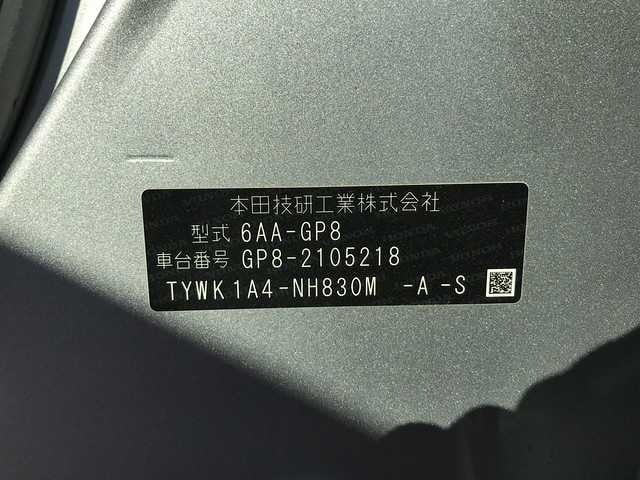 本田技研工業株式会社
型式 6AA-GP8
車台番号 GP8-2105218
TYWK1A4-NH830M -A-S